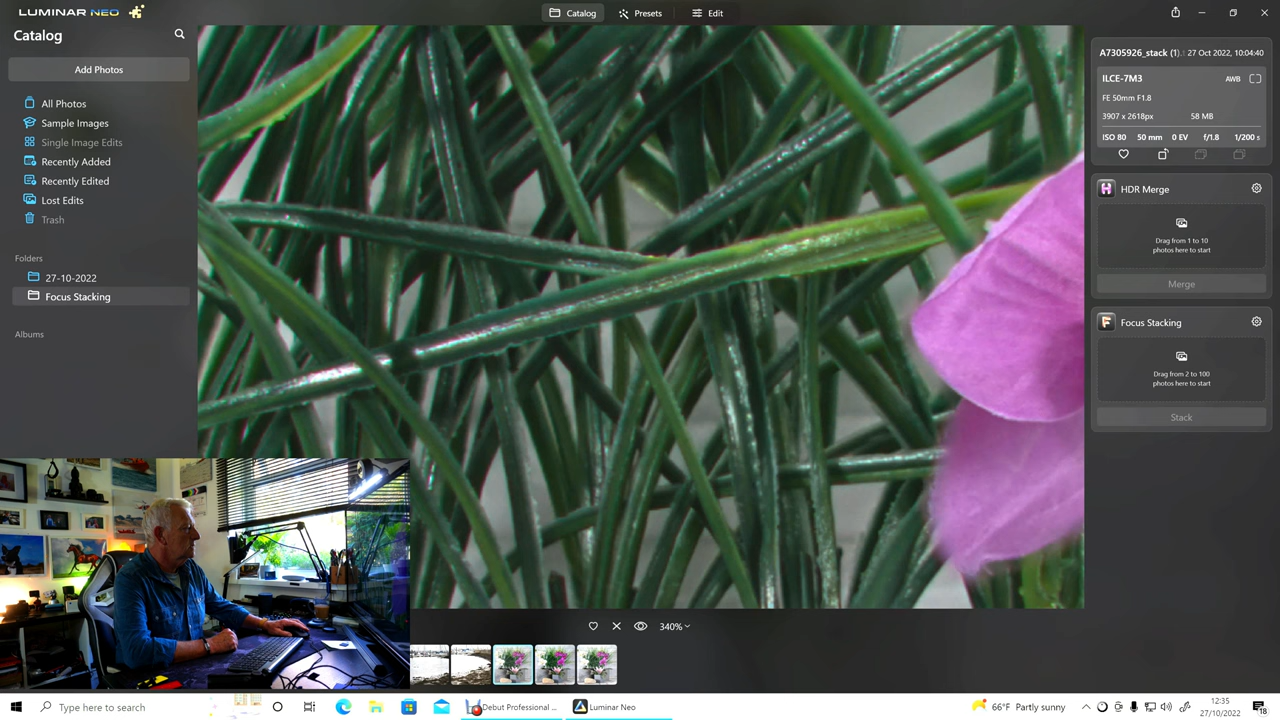 LUMINAR NEO
Catalog
Presets
Edit
Catalog
Add Photos
All Photos
Sample Images
Single Image Edits
Recently Added
Recently Edited
Lost Edits
Trash
Folders
27-10-2022
Focus Stacking
Albums
A7305926_stack (1). 27 Oct 2022, 10:04:40
ILCE-7M3 AWB
FE 50mm F1.8
3907 x 2618px 58 MB
ISO 80 50 mm 0 EV f/1.8 1/200 s
H HDR Merge
Drag from 1 to 10
photos here to start
Merge
F Focus Stacking
Drag from 2 to 100
photos here to start
Stack
340%
Type here to search
Debut Professional ...
Luminar Neo
66°F Partly sunny
12:35
27/10/2022
18